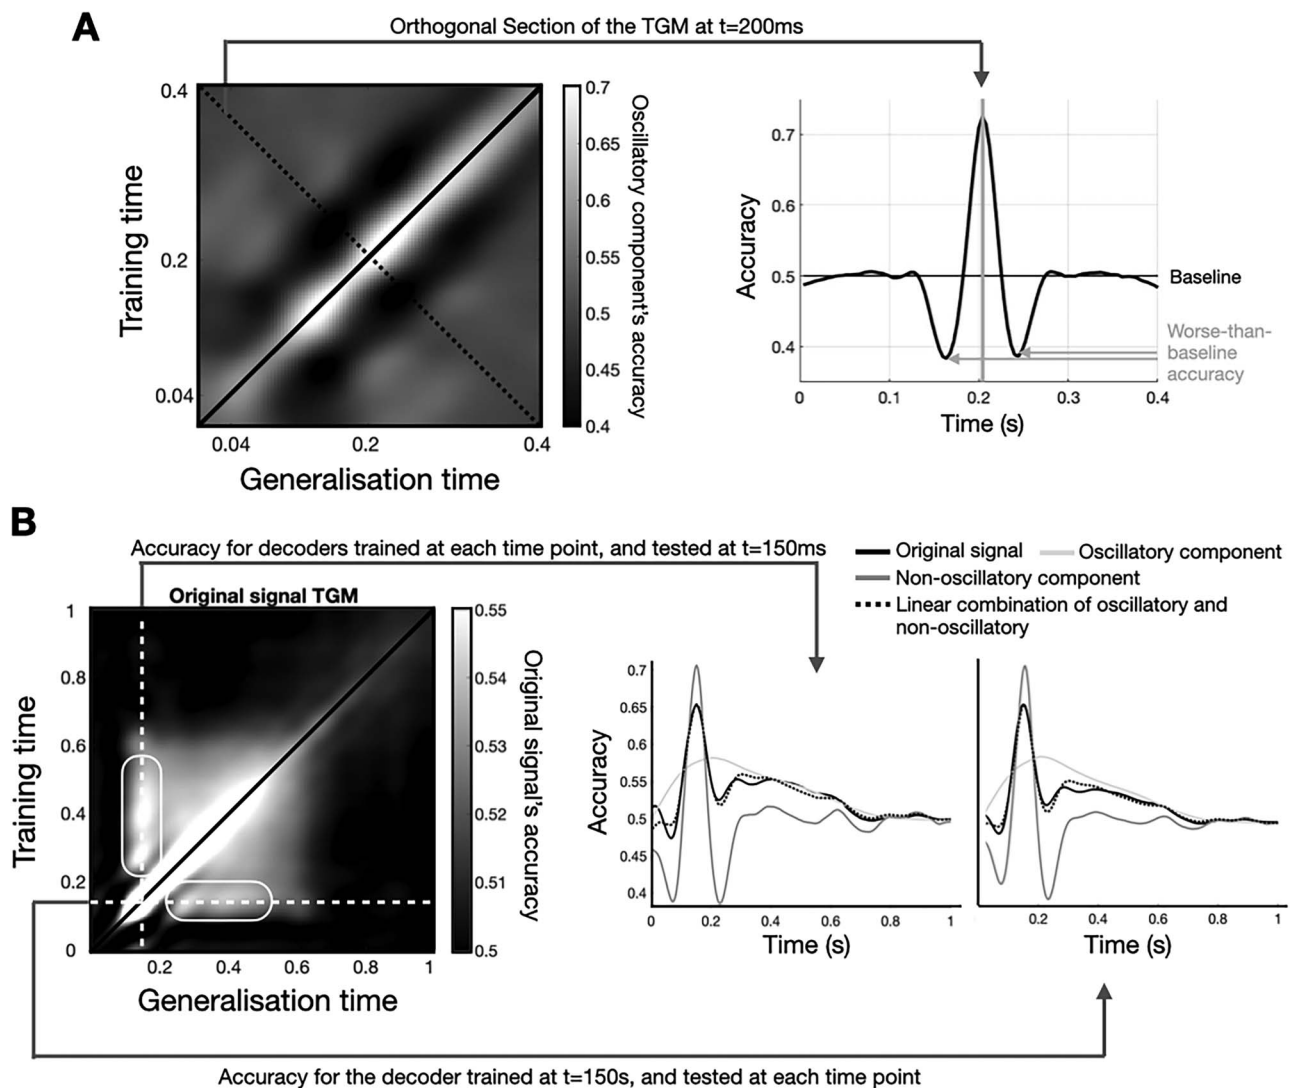 A
Orthogonal Section of the TGM at t=200ms
0.4
0.2
0.04
Training time
0.04
0.2
0.4
Generalisation time
0.7
0.65
0.6
0.55
0.5
0.45
0.4
Oscillatory component's accuracy
0.7
0.6
0.5
0.4
Accuracy
0
0.1
0.2
0.3
0.4
Time (s)
Baseline
Worse-than-
baseline
accuracy
B
Accuracy for decoders trained at each time point, and tested at t=150ms
Original signal
Oscillatory component
Non-oscillatory component
Linear combination of oscillatory and
non-oscillatory
Original signal TGM
1
0.8
0.6
0.4
0.2
0
Training time
0.2
0.4
0.6
0.8
1
Generalisation time
0.55
0.54
0.53
0.52
0.51
0.5
Original signal's accuracy
0.7
0.65
0.6
0.55
0.5
0.45
0.4
Accuracy
0
0.2
0.4
0.6
0.8
1
Time (s)
0.2
0.4
0.6
0.8
1
Time (s)
Accuracy for the decoder trained at t=150s, and tested at each time point